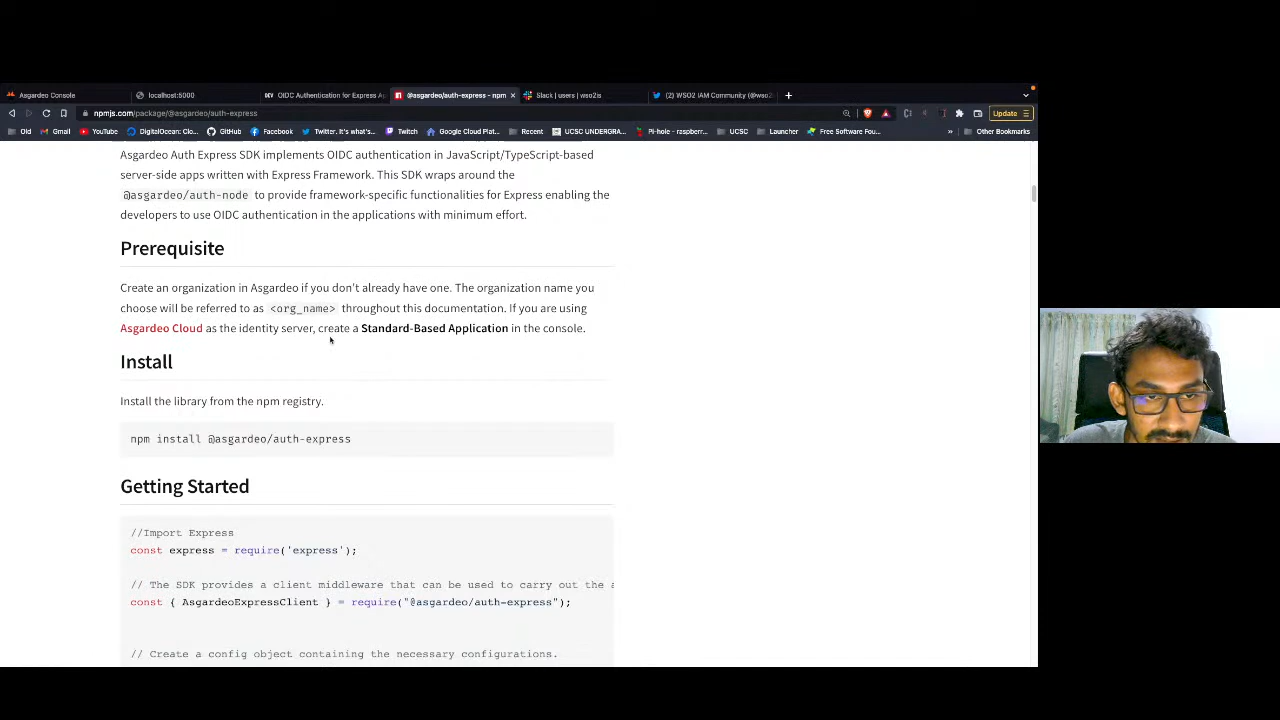 Asgardeo Console
localhost:5000
OIDC Authentication for Express A
@asgardeo/auth-express - npm
Slack | users | wso2is
(2) WSO2 IAM Community (@wso2
npmjs.com/package/@asgardeo/auth-express
Update
Old
Gmail
YouTube
DigitalOcean: Clo...
GitHub
Facebook
Twitter. It's what's...
Twitch
Google Cloud Plat...
Recent
UCSC UNDERGRA...
Pi-hole - raspberr...
UCSC
Launcher
Free Software Fou...
»
Other Bookmarks
Asgardeo Auth Express SDK implements OIDC authentication in JavaScript/TypeScript-based
server-side apps written with Express Framework. This SDK wraps around the
@asgardeo/auth-node to provide framework-specific functionalities for Express enabling the
developers to use OIDC authentication in the applications with minimum effort.
Prerequisite
Create an organization in Asgardeo if you don't already have one. The organization name you
choose will be referred to as <org_name> throughout this documentation. If you are using
Asgardeo Cloud as the identity server, create a Standard-Based Application in the console.
Install
Install the library from the npm registry.
npm install @asgardeo/auth-express
Getting Started
//Import Express
const express = require('express');
// The SDK provides a client middleware that can be used to carry out the a
const { AsgardeoExpressClient } = require("@asgardeo/auth-express");
// Create a config object containing the necessary configurations.